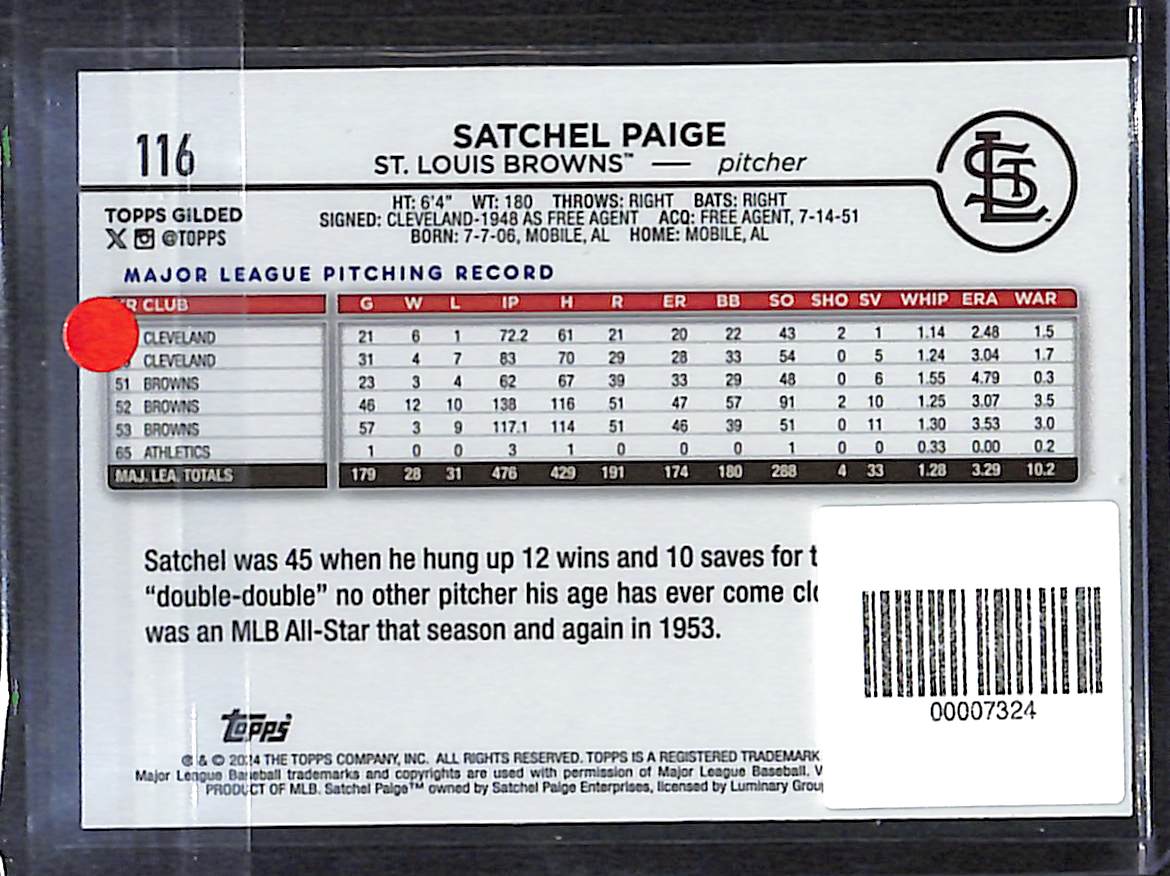 116
SATCHEL PAIGE
ST. LOUIS BROWNS™ — pitcher
STL
TOPPS GILDED
@TOPPS
HT: 6'4" WT: 180 THROWS: RIGHT BATS: RIGHT
SIGNED: CLEVELAND-1948 AS FREE AGENT ACQ: FREE AGENT, 7-14-51
BORN: 7-7-06, MOBILE, AL HOME: MOBILE, AL
MAJOR LEAGUE PITCHING RECORD
R CLUB G W L IP H R ER BB SO SHO SV WHIP ERA WAR
CLEVELAND 21 6 1 72.2 61 21 20 22 43 2 1 1.14 2.48 1.5
CLEVELAND 31 4 7 83 70 29 28 33 54 0 5 1.24 3.04 1.7
51 BROWNS 23 3 4 62 67 39 33 29 48 0 6 1.55 4.79 0.3
52 BROWNS 46 12 10 138 116 51 47 57 91 2 10 1.25 3.07 3.5
53 BROWNS 57 3 9 117.1 114 51 46 39 51 0 11 1.30 3.53 3.0
65 ATHLETICS 1 0 0 3 1 0 0 0 1 0 0 0.33 0.00 0.2
MAJ. LEA. TOTALS 179 28 31 476 429 191 174 180 288 4 33 1.28 3.29 10.2
Satchel was 45 when he hung up 12 wins and 10 saves for
"double-double" no other pitcher his age has ever come
was an MLB All-Star that season and again in 1953.
00007324
topps
® & © 2024 THE TOPPS COMPANY, INC. ALL RIGHTS RESERVED. TOPPS IS A REGISTERED TRADEMARK
Major League Baseball trademarks and copyrights are used with permission of Major League Baseball.
PRODUCT OF MLB. Satchel Paige™ owned by Satchel Paige Enterprises, licensed by Luminary